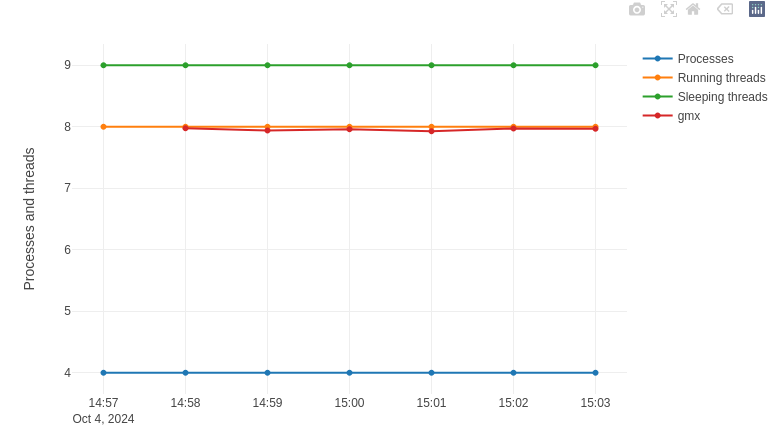 Processes and threads
9
8
7
6
5
4
14:57
Oct 4, 2024
14:58
14:59
15:00
15:01
15:02
15:03
Processes
Running threads
Sleeping threads
gmx